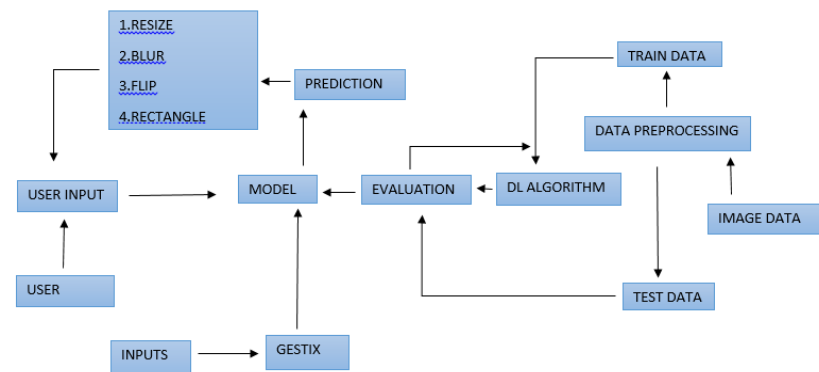 1.RESIZE
2.BLUR
3.FLIP
4.RECTANGLE
PREDICTION
TRAIN DATA
DATA PREPROCESSING
USER INPUT
MODEL
EVALUATION
DL ALGORITHM
IMAGE DATA
USER
TEST DATA
INPUTS
GESTIX